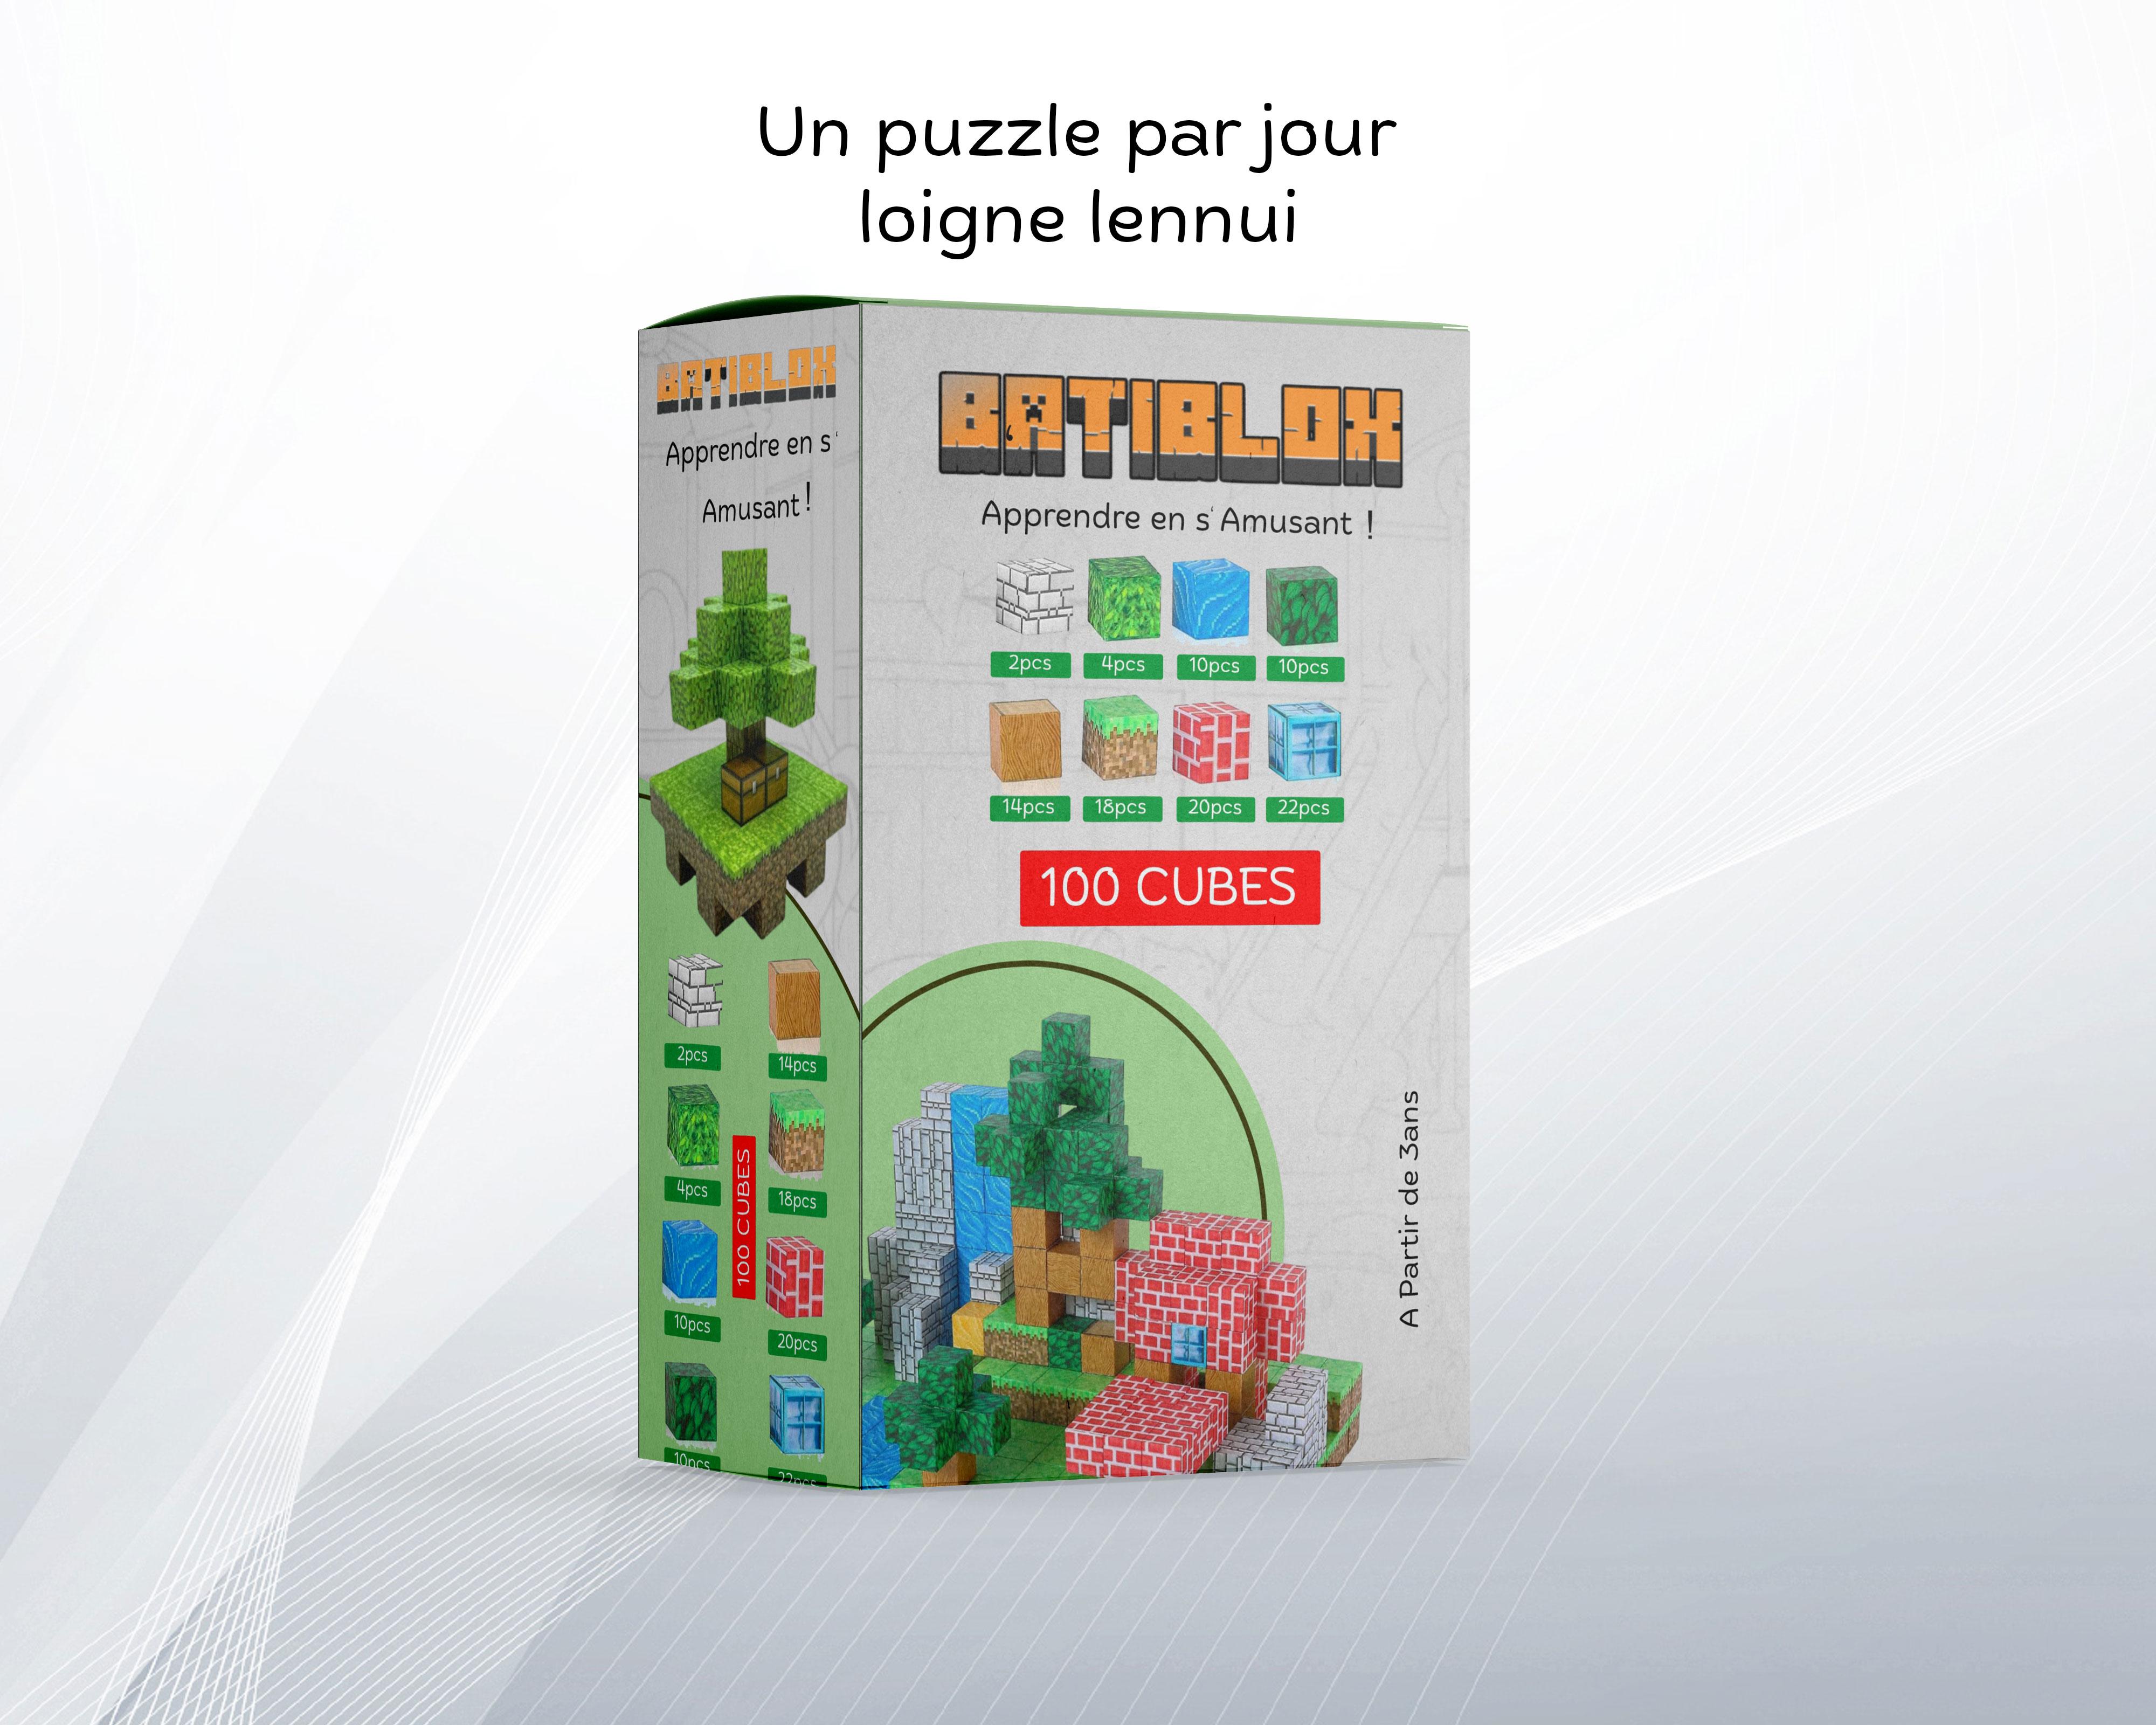 Un puzzle par jour
loigne lennui
BATIBLOX
Apprendre en s'
Amusant !
2pcs
14pcs
4pcs
18pcs
100 CUBES
10pcs
20pcs
10pcs
22pcs
BATIBLOX
Apprendre en s' Amusant !
2pcs 4pcs 10pcs 10pcs
14pcs 18pcs 20pcs 22pcs
100 CUBES
A Partir de 3ans